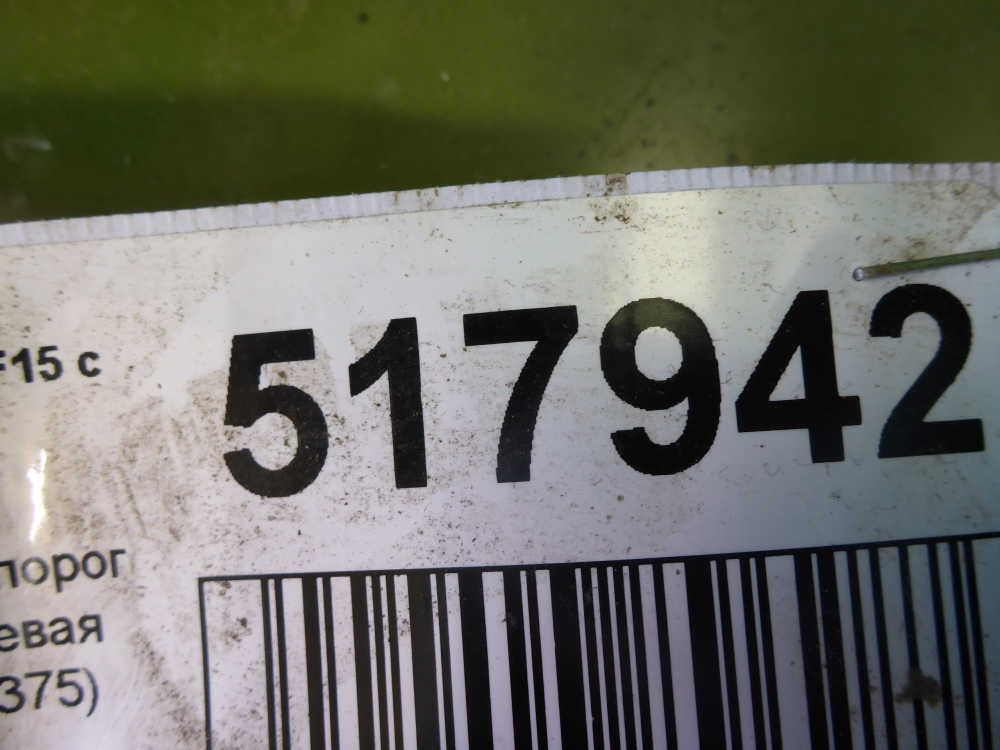 F15 с
517942
порог
евая
375)